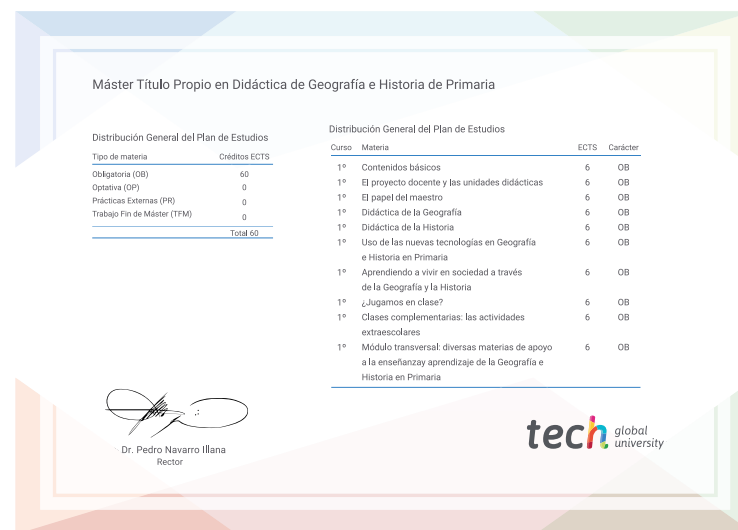 Máster Título Propio en Didáctica de Geografía e Historia de Primaria
Distribución General del Plan de Estudios
Tipo de materia Créditos ECTS
Obligatoria (OB) 60
Optativa (OP) 0
Prácticas Externas (PR) 0
Trabajo Fin de Máster (TFM) 0
Total 60
Distribución General del Plan de Estudios
Curso Materia ECTS Carácter
1º Contenidos básicos 6 OB
1º El proyecto docente y las unidades didácticas 6 OB
1º El papel del maestro 6 OB
1º Didáctica de la Geografía 6 OB
1º Didáctica de la Historia 6 OB
1º Uso de las nuevas tecnologías en Geografía 6 OB
e Historia en Primaria
1º Aprendiendo a vivir en sociedad a través 6 OB
de la Geografía y la Historia
1º ¿Jugamos en clase? 6 OB
1º Clases complementarias: las actividades 6 OB
extraescolares
1º Módulo transversal: diversas materias de apoyo 6 OB
a la enseñanzay aprendizaje de la Geografía e
Historia en Primaria
Dr. Pedro Navarro Illana
Rector
tech global
university